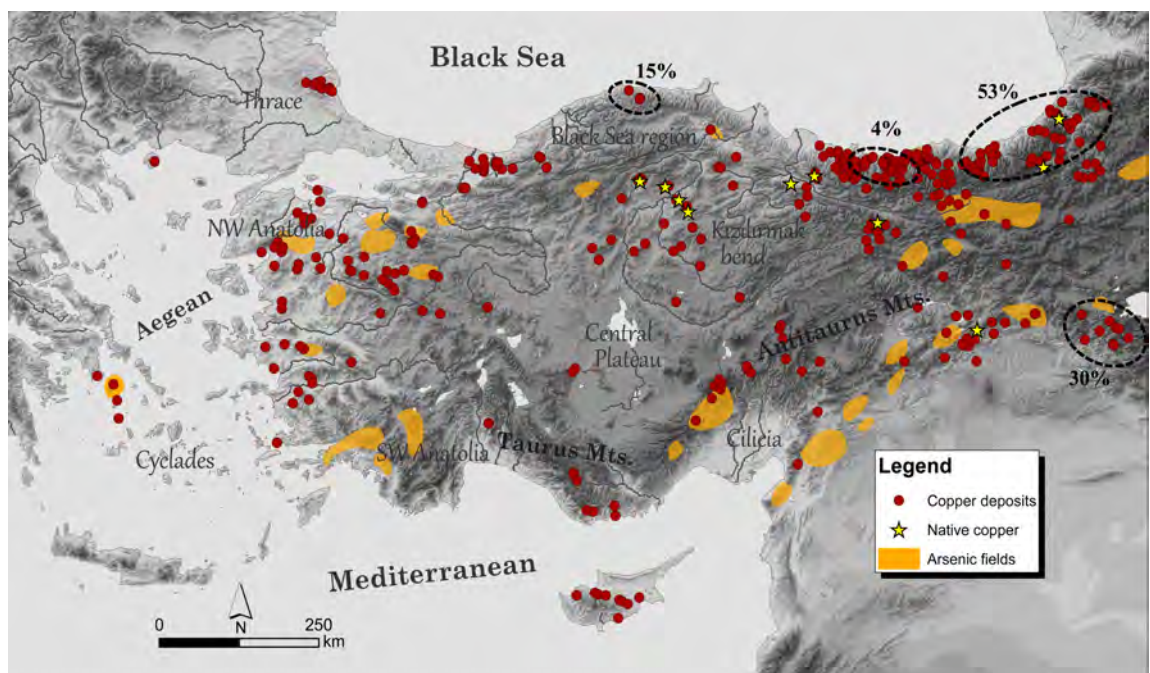 Black Sea
15%
53%
Thrace
4%
Black Sea region
NW Anatolia
Kızdırmak
bend
Aegean
Antitaurus Mts.
Central
Plateau
30%
Cilicia
SW Anatolia
Taurus Mts.
Cyclades
Legend
Copper deposits
Native copper
Arsenic fields
Mediterranean
0
N
250
km